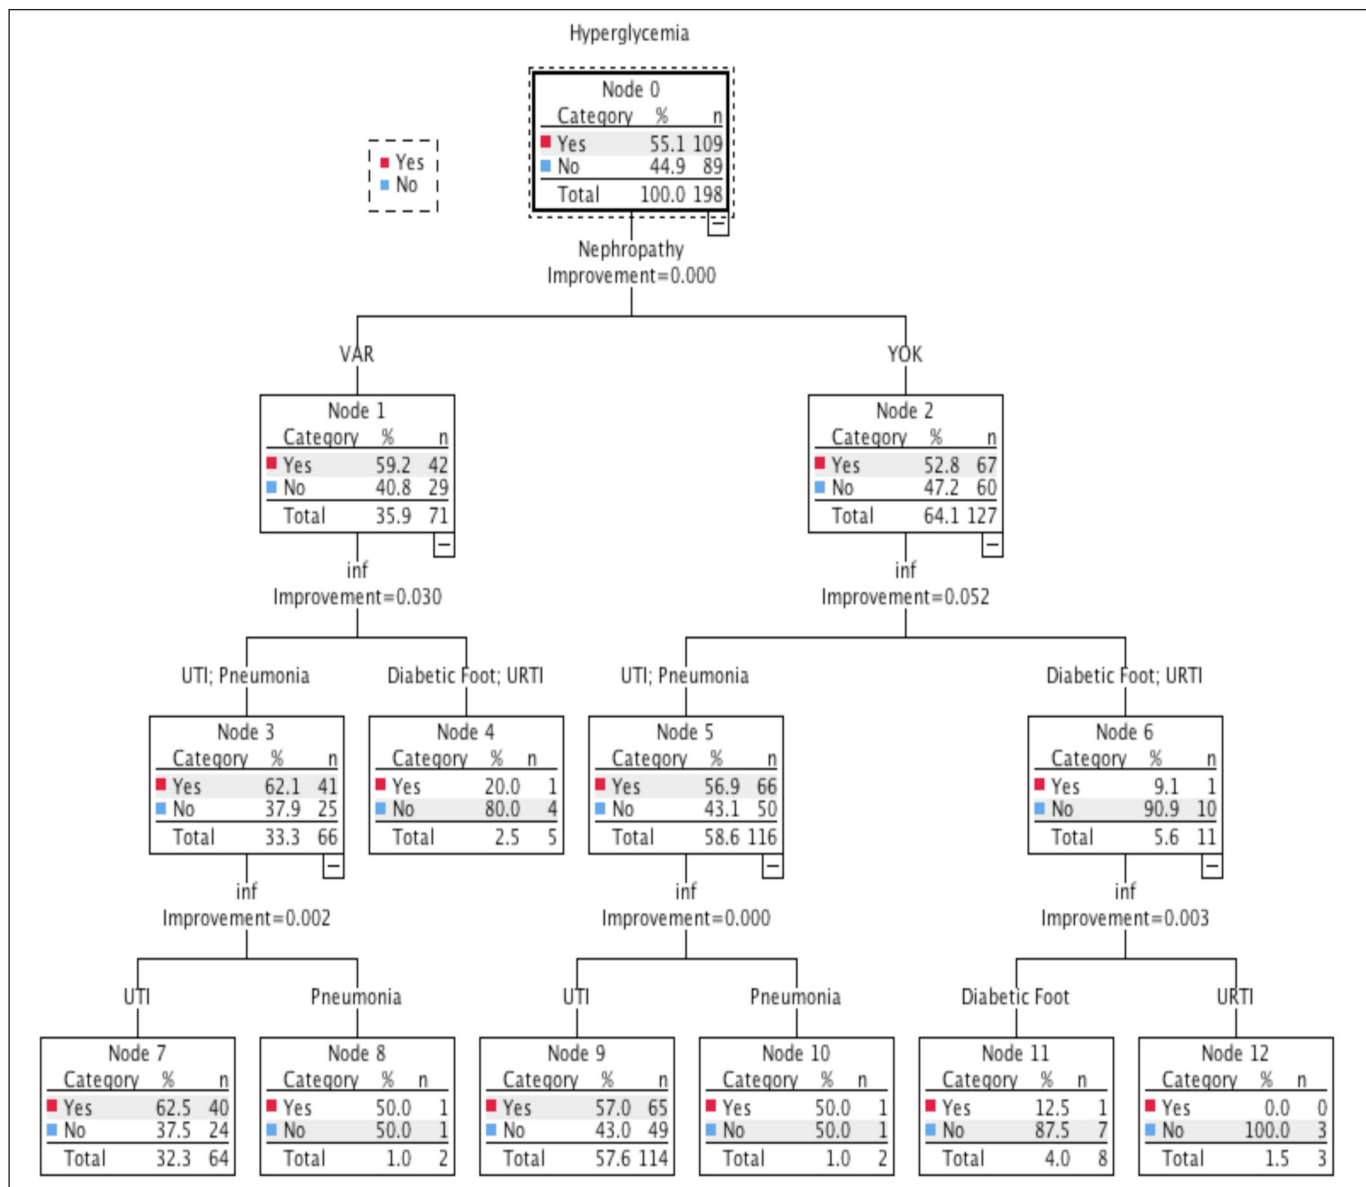 Hyperglycemia
Node 0
Category % n
Yes 55.1 109
No 44.9 89
Total 100.0 198
Yes
No
Nephropathy
Improvement=0.000
VAR
YOK
Node 1
Category % n
Yes 59.2 42
No 40.8 29
Total 35.9 71
inf
Improvement=0.030
Node 2
Category % n
Yes 52.8 67
No 47.2 60
Total 64.1 127
inf
Improvement=0.052
UTI; Pneumonia
Diabetic Foot; URTI
UTI; Pneumonia
Diabetic Foot; URTI
Node 3
Category % n
Yes 62.1 41
No 37.9 25
Total 33.3 66
inf
Improvement=0.002
Node 4
Category % n
Yes 20.0 1
No 80.0 4
Total 2.5 5
Node 5
Category % n
Yes 56.9 66
No 43.1 50
Total 58.6 116
inf
Improvement=0.000
Node 6
Category % n
Yes 9.1 1
No 90.9 10
Total 5.6 11
inf
Improvement=0.003
UTI
Pneumonia
UTI
Pneumonia
Diabetic Foot
URTI
Node 7
Category % n
Yes 62.5 40
No 37.5 24
Total 32.3 64
Node 8
Category % n
Yes 50.0 1
No 50.0 1
Total 1.0 2
Node 9
Category % n
Yes 57.0 65
No 43.0 49
Total 57.6 114
Node 10
Category % n
Yes 50.0 1
No 50.0 1
Total 1.0 2
Node 11
Category % n
Yes 12.5 1
No 87.5 7
Total 4.0 8
Node 12
Category % n
Yes 0.0 0
No 100.0 3
Total 1.5 3